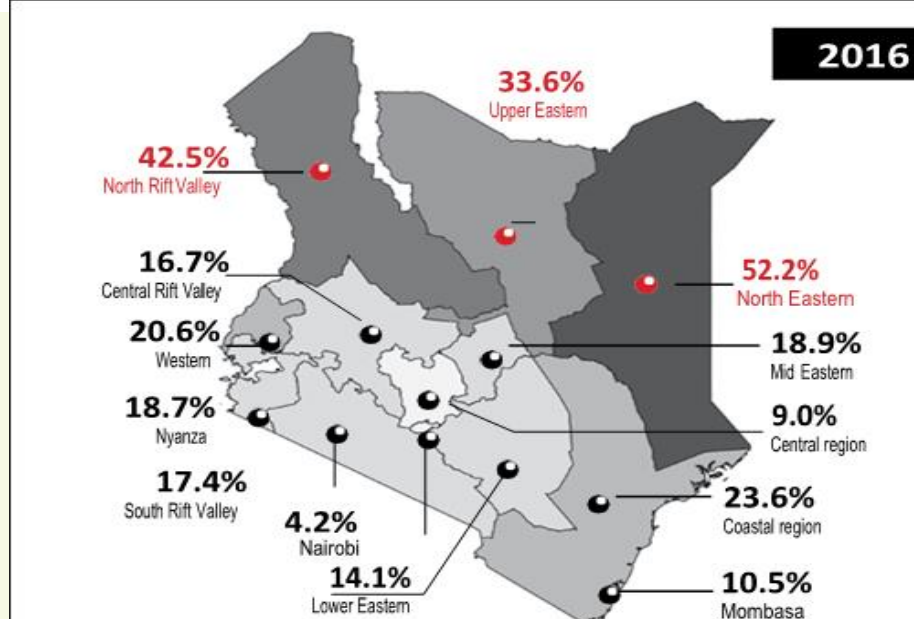 2016
33.6%
Upper Eastern
42.5%
North Rift Valley
16.7%
Central Rift Valley
52.2%
North Eastern
20.6%
Western
18.9%
Mid Eastern
18.7%
Nyanza
9.0%
Central region
17.4%
South Rift Valley
23.6%
Coastal region
4.2%
Nairobi
14.1%
Lower Eastern
10.5%
Mombasa